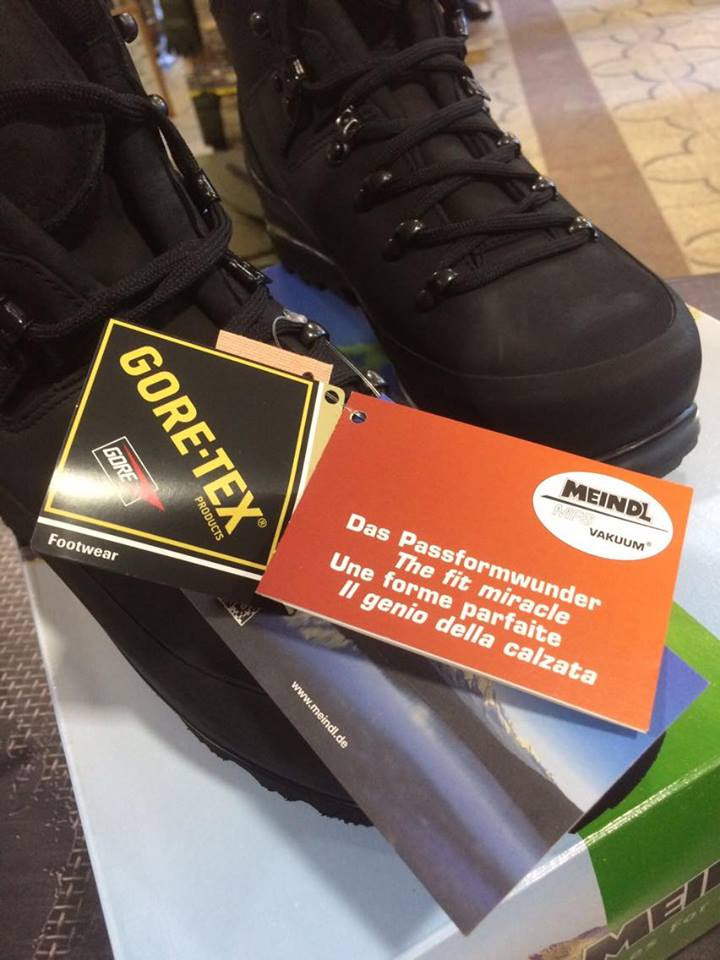 GORE-TEX®
PRODUCTS
GORE
Footwear
MEINDL
MFS
VAKUUM®
Das Passformwunder
The fit miracle
Une forme parfaite
Il genio della calzata
www.meindl.de